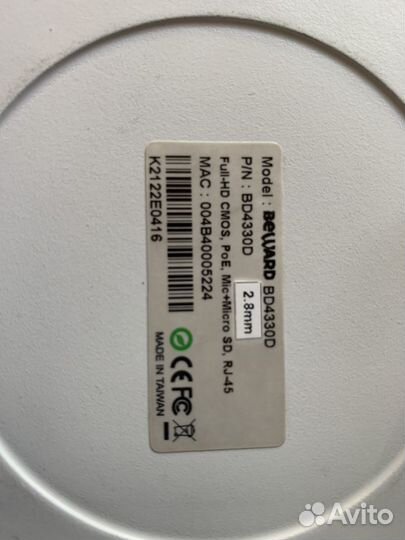 Model : BEWARD BD4330D
P/N : BD4330D
2.8mm
Full-HD CMOS, PoE, Mic+Micro SD, RJ-45
MAC : 004B40005224
K2122E0416
CE FC
MADE IN TAIWAN
Avito